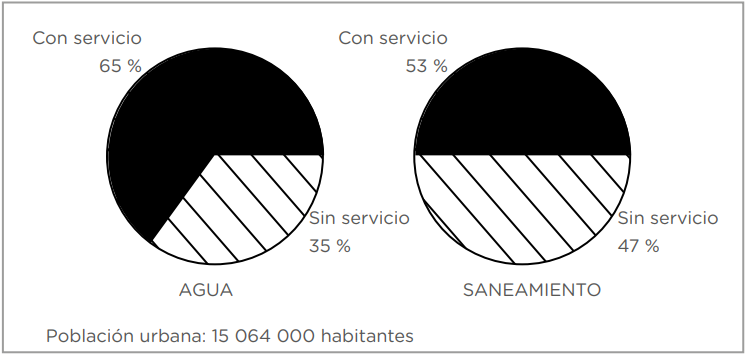 Con servicio
65 %
Sin servicio
35 %
AGUA
Con servicio
53 %
Sin servicio
47 %
SANEAMIENTO
Población urbana: 15 064 000 habitantes